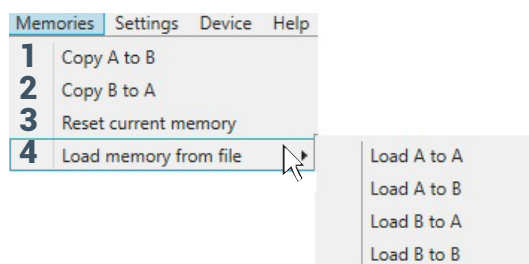 Memories Settings Device Help
1 Copy A to B
2 Copy B to A
3 Reset current memory
4 Load memory from file
Load A to A
Load A to B
Load B to A
Load B to B